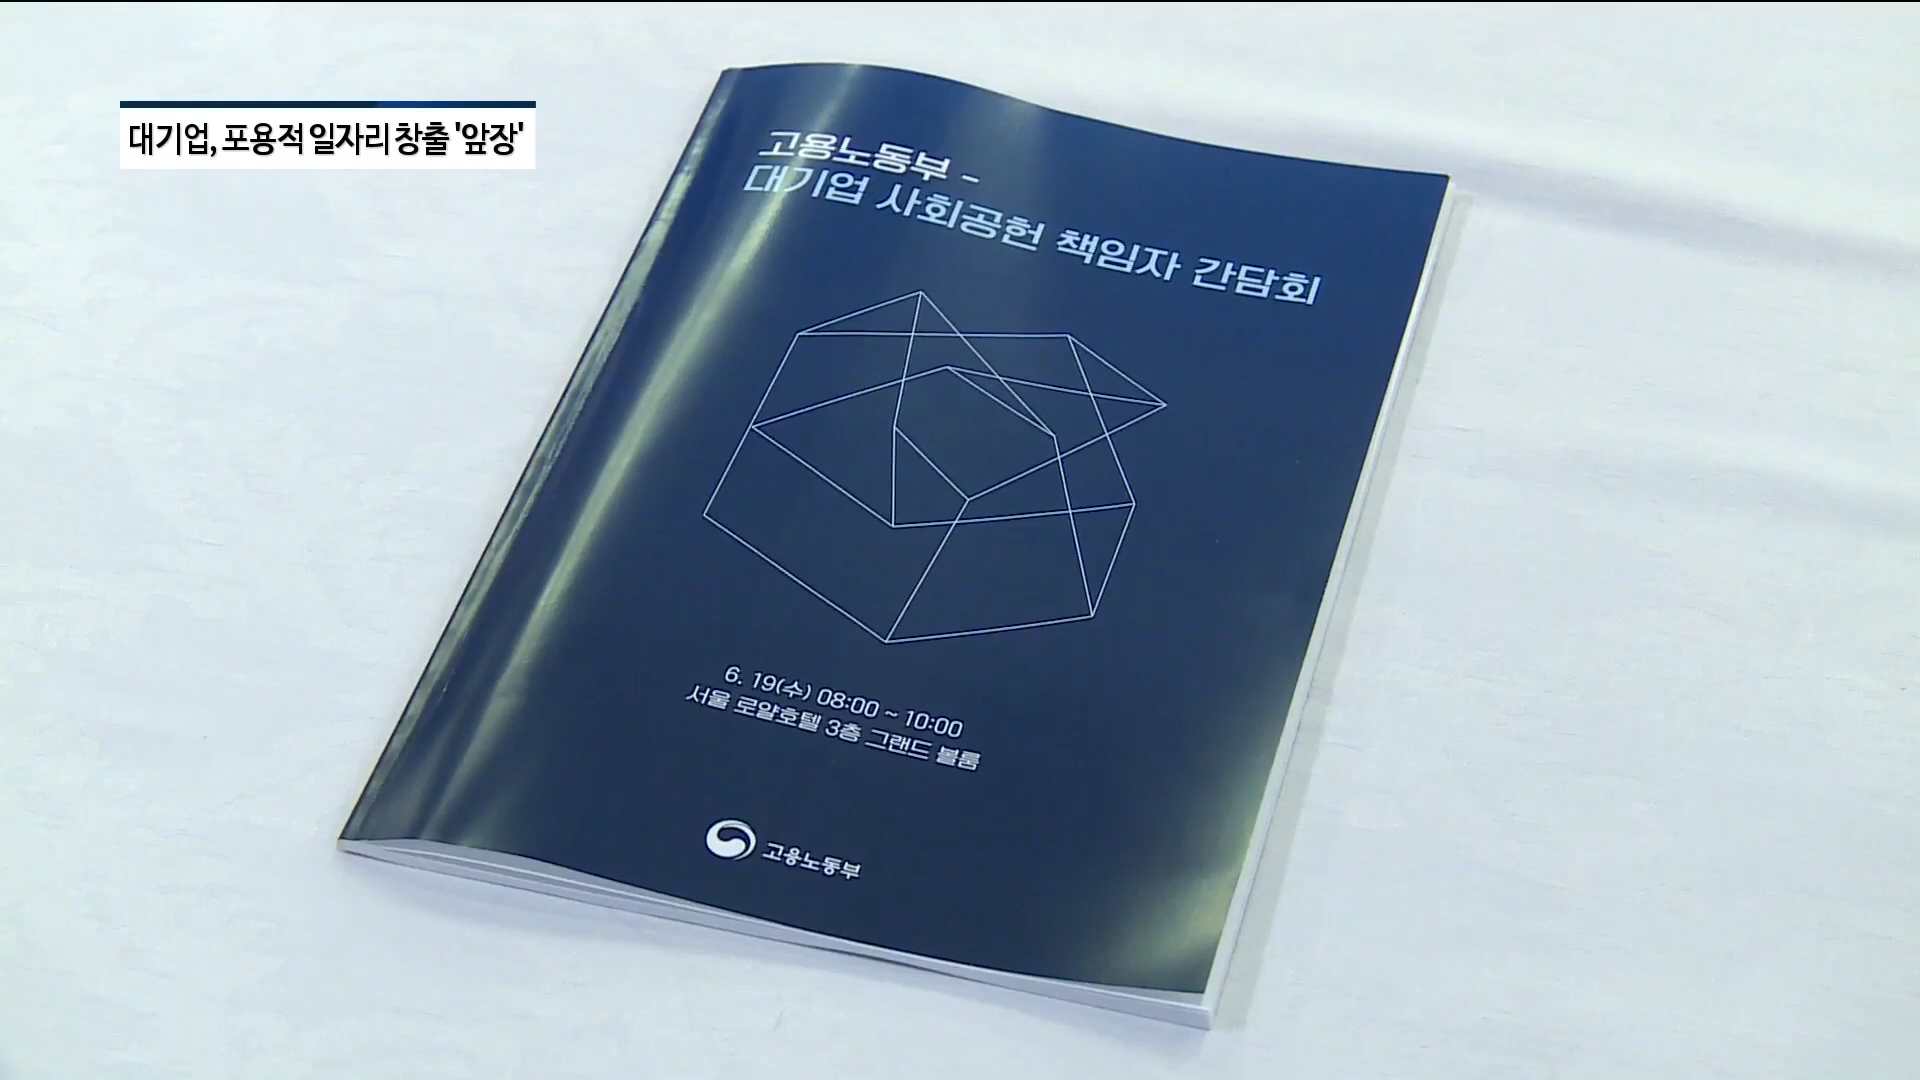 대기업, 포용적 일자리 창출 '앞장'
고용노동부 -
대기업 사회공헌 책임자 간담회
6. 19(수) 08:00 ~ 10:00
서울 로얄호텔 3층 그랜드 볼룸
고용노동부